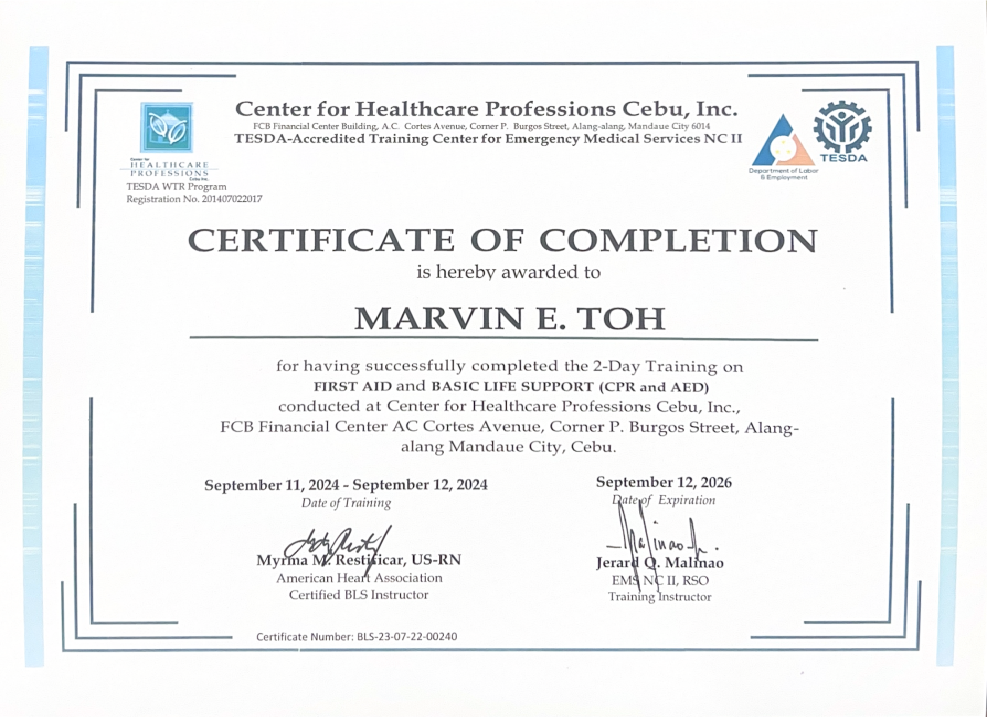 Center for Healthcare Professions Cebu, Inc.
FCB Financial Center Building, A.C. Cortes Avenue, Corner P. Burgos Street, Alang-alang, Mandaue City 6014
TESDA-Accredited Training Center for Emergency Medical Services NC II
Center for
HEALTHCARE
PROFESSIONS
Cebu Inc.
TESDA WTR Program
Registration No. 201407022017
Department of Labor
& Employment
TESDA
CERTIFICATE OF COMPLETION
is hereby awarded to
MARVIN E. TOH
for having successfully completed the 2-Day Training on
FIRST AID and BASIC LIFE SUPPORT (CPR and AED)
conducted at Center for Healthcare Professions Cebu, Inc.,
FCB Financial Center AC Cortes Avenue, Corner P. Burgos Street, Alang-
alang Mandaue City, Cebu.
September 11, 2024 - September 12, 2024
Date of Training
September 12, 2026
Date of Expiration
Myrma M. Restificar, US-RN
American Heart Association
Certified BLS Instructor
Jerard Q. Malinao
EMS NC II, RSO
Training Instructor
Certificate Number: BLS-23-07-22-00240